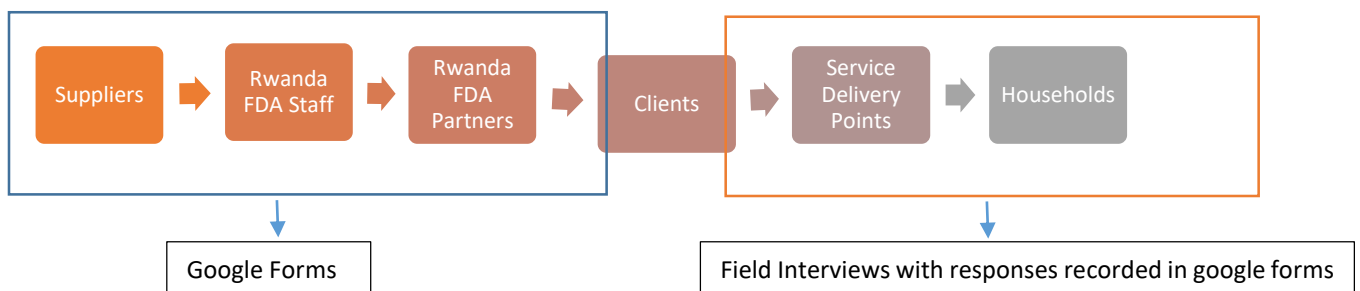 Suppliers
Rwanda
FDA Staff
Rwanda
FDA
Partners
Clients
Service
Delivery
Points
Households
Google Forms
Field Interviews with responses recorded in google forms